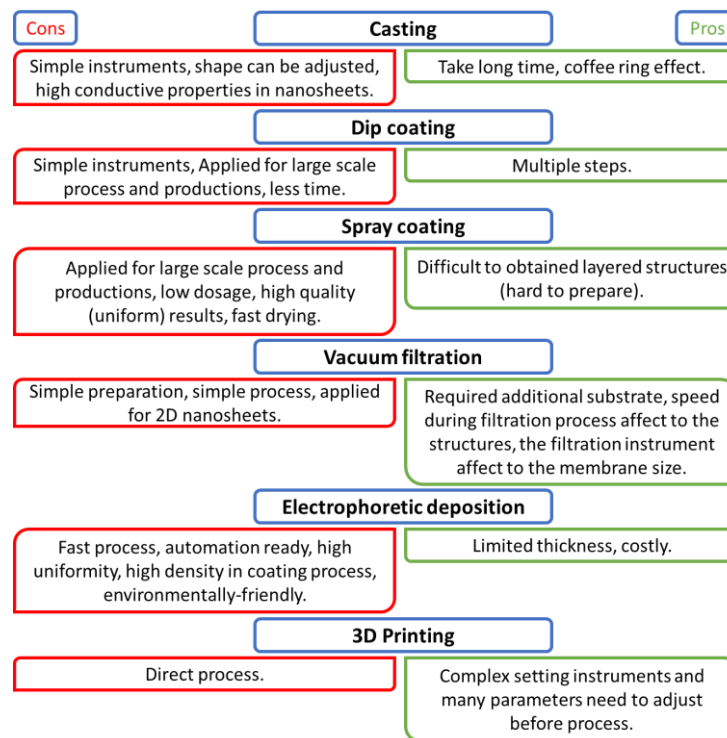 Cons
Casting
Pros
Simple instruments, shape can be adjusted,
high conductive properties in nanosheets.
Take long time, coffee ring effect.
Dip coating
Simple instruments, Applied for large scale
process and productions, less time.
Multiple steps.
Spray coating
Applied for large scale process and
productions, low dosage, high quality
(uniform) results, fast drying.
Difficult to obtained layered structures
(hard to prepare).
Vacuum filtration
Simple preparation, simple process, applied
for 2D nanosheets.
Required additional substrate, speed
during filtration process affect to the
structures, the filtration instrument
affect to the membrane size.
Electrophoretic deposition
Fast process, automation ready, high
uniformity, high density in coating process,
environmentally-friendly.
Limited thickness, costly.
3D Printing
Direct process.
Complex setting instruments and
many parameters need to adjust
before process.